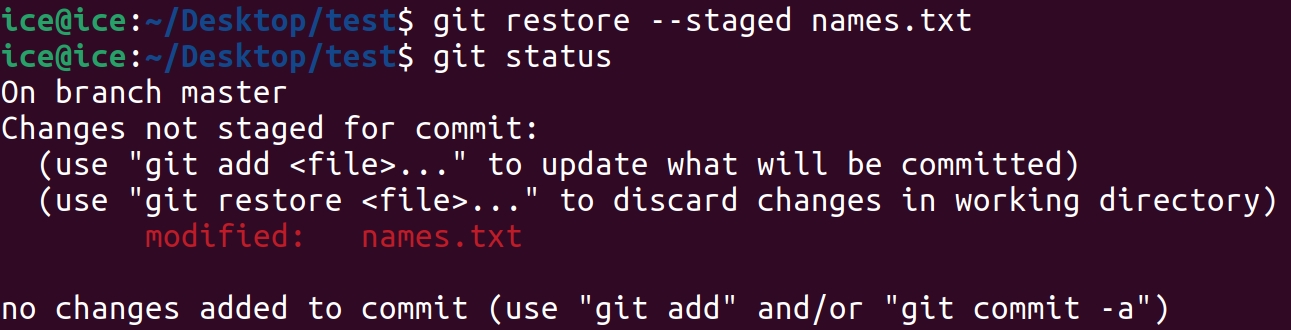 ice@ice:~/Desktop/test$ git restore --staged names.txt
ice@ice:~/Desktop/test$ git status
On branch master
Changes not staged for commit:
  (use "git add <file>..." to update what will be committed)
  (use "git restore <file>..." to discard changes in working directory)
        modified:   names.txt

no changes added to commit (use "git add" and/or "git commit -a")